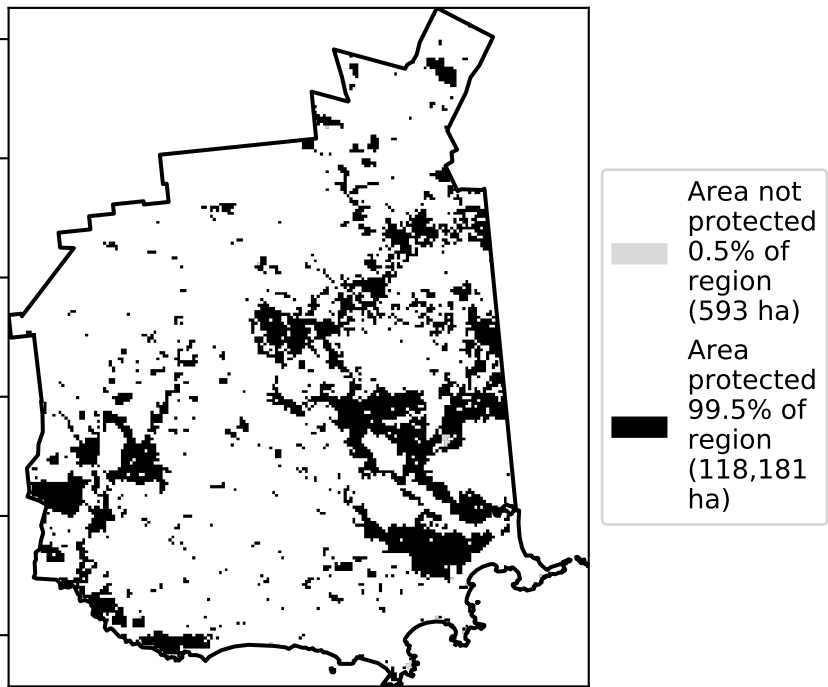 Area not
protected
0.5% of
region
(593 ha)
Area
protected
99.5% of
region
(118,181
ha)